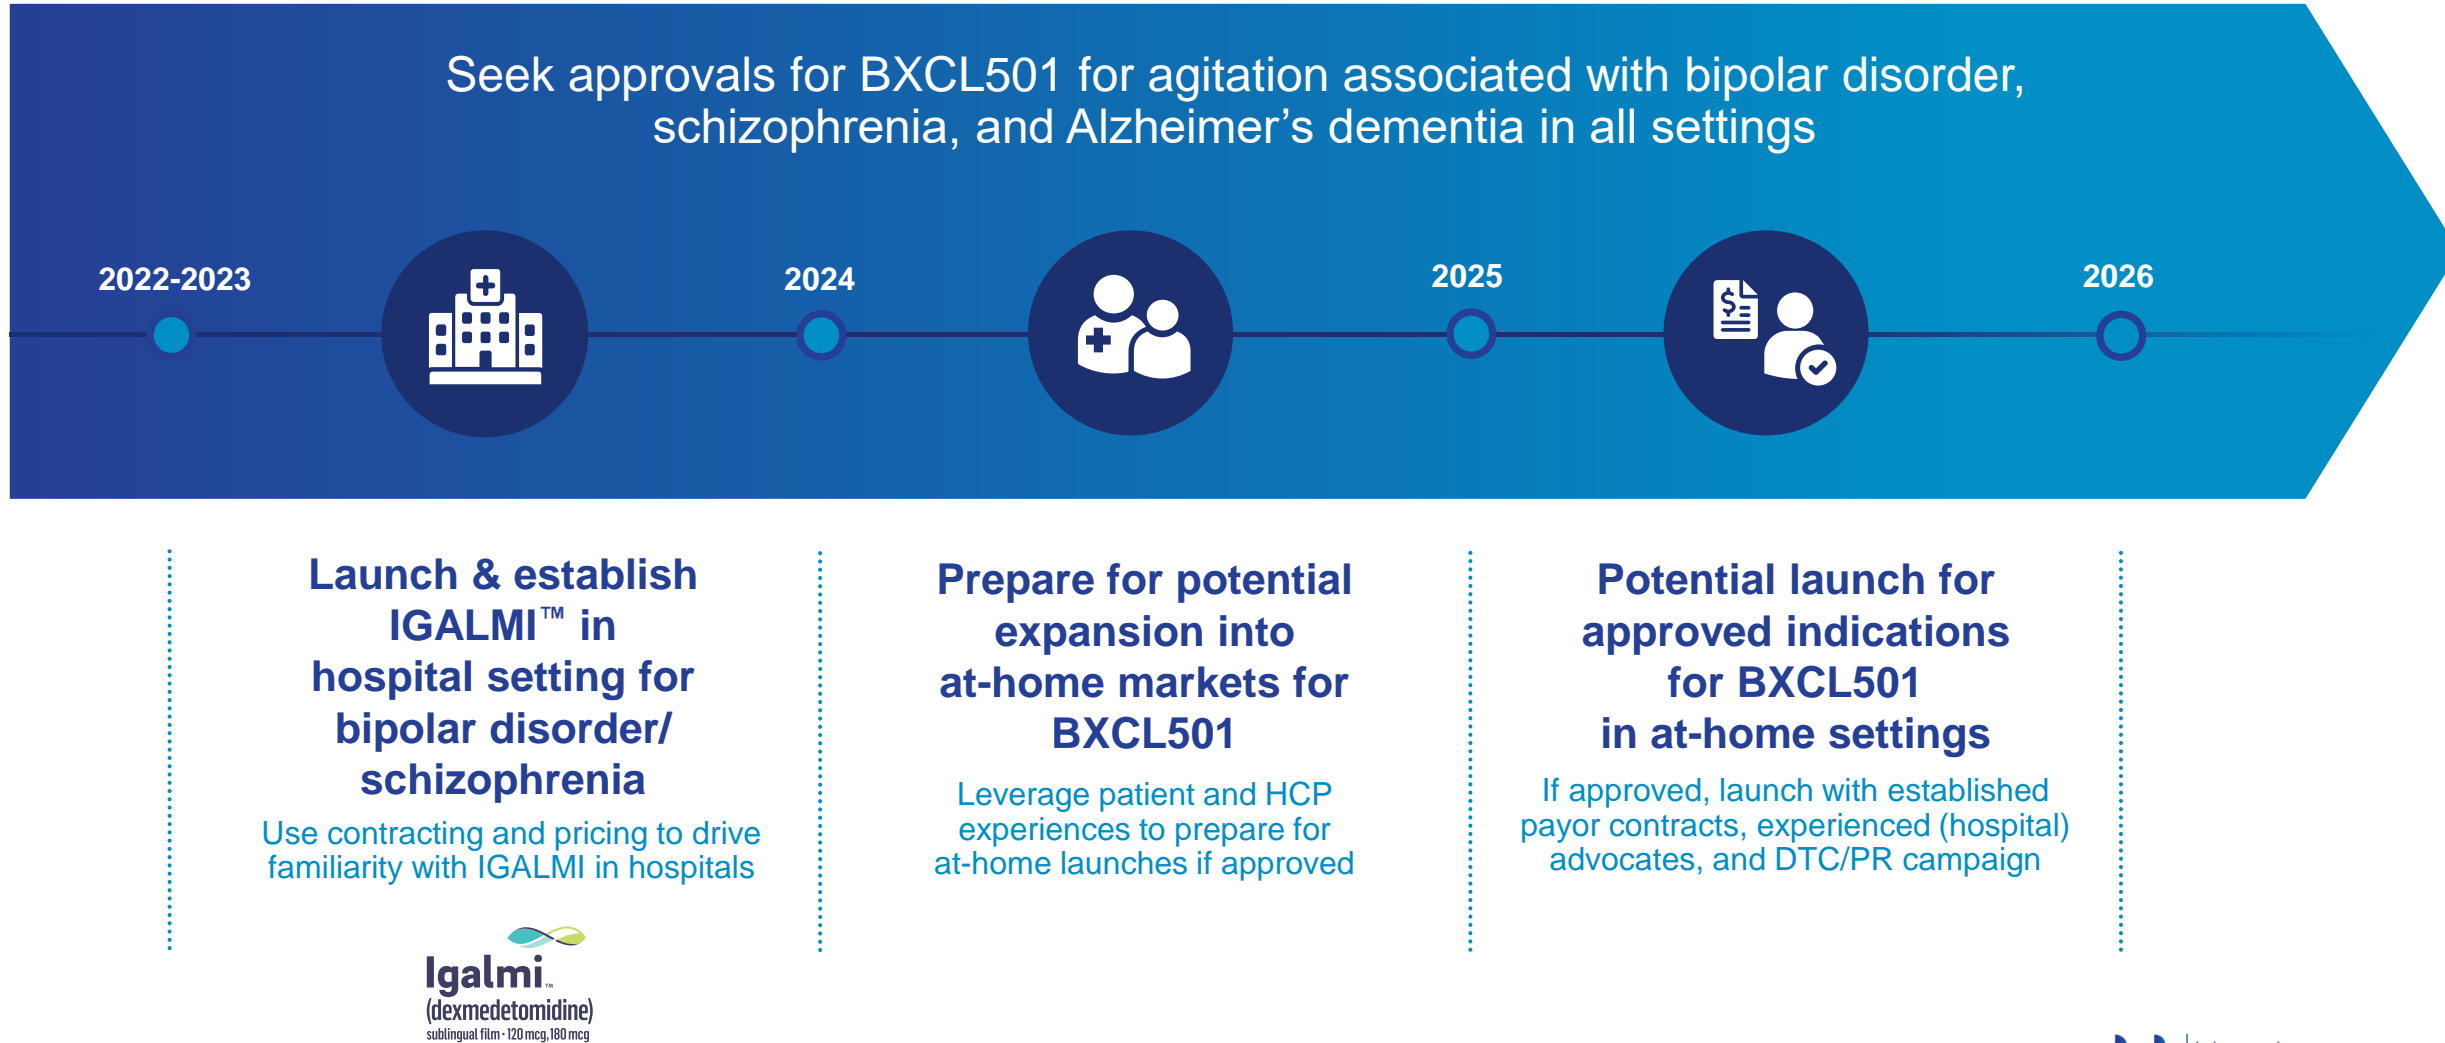 Seek approvals for BXCL501 for agitation associated with bipolar disorder,
schizophrenia, and Alzheimer’s dementia in all settings
2022-2023
2024
2025
2026
Launch & establish
IGALMI™ in
hospital setting for
bipolar disorder/
schizophrenia
Use contracting and pricing to drive
familiarity with IGALMI in hospitals
Igalmi™
(dexmedetomidine)
sublingual film • 120 mcg, 180 mcg
Prepare for potential
expansion into
at-home markets for
BXCL501
Leverage patient and HCP
experiences to prepare for
at-home launches if approved
Potential launch for
approved indications
for BXCL501
in at-home settings
If approved, launch with established
payor contracts, experienced (hospital)
advocates, and DTC/PR campaign